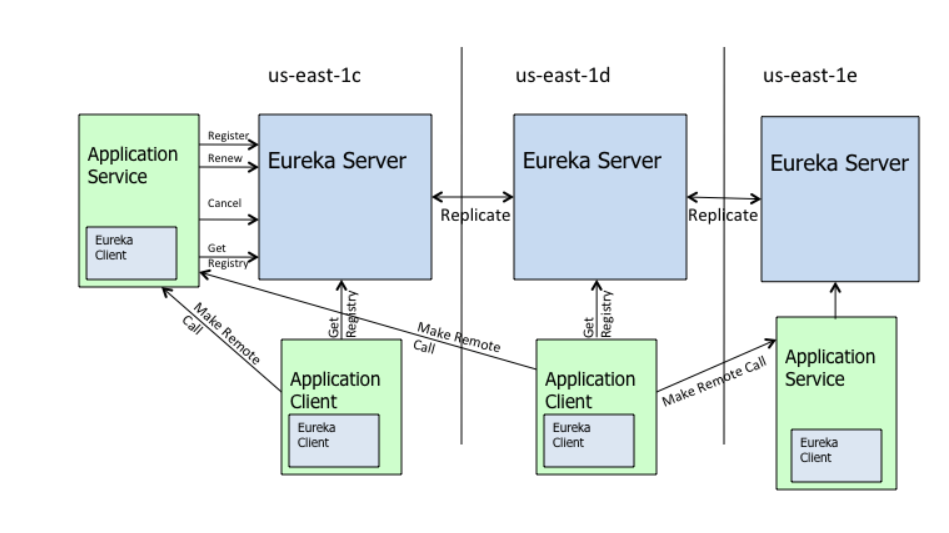 us-east-1c
us-east-1d
us-east-1e
Application
Service
Eureka
Client
Register
Renew
Cancel
Get
Registry
Eureka Server
Replicate
Eureka Server
Replicate
Eureka Server
Make Remote
Call
Get
Registry
Make Remote
Call
Get
Registry
Make Remote Call
Application
Client
Eureka
Client
Application
Client
Eureka
Client
Application
Service
Eureka
Client